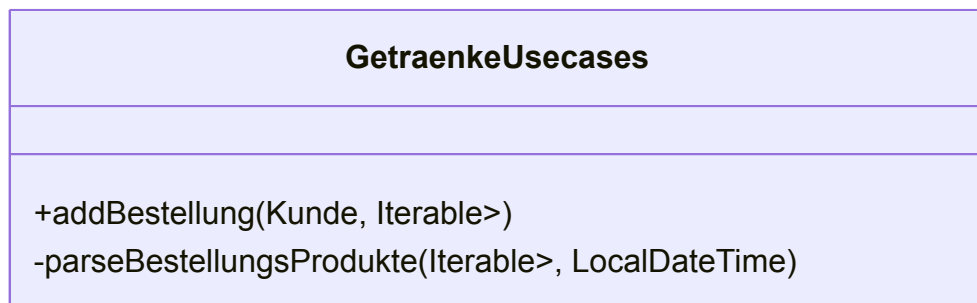 GetraenkeUsecases
+addBestellung(Kunde, Iterable>)
-parseBestellungsProdukte(Iterable>, LocalDateTime)